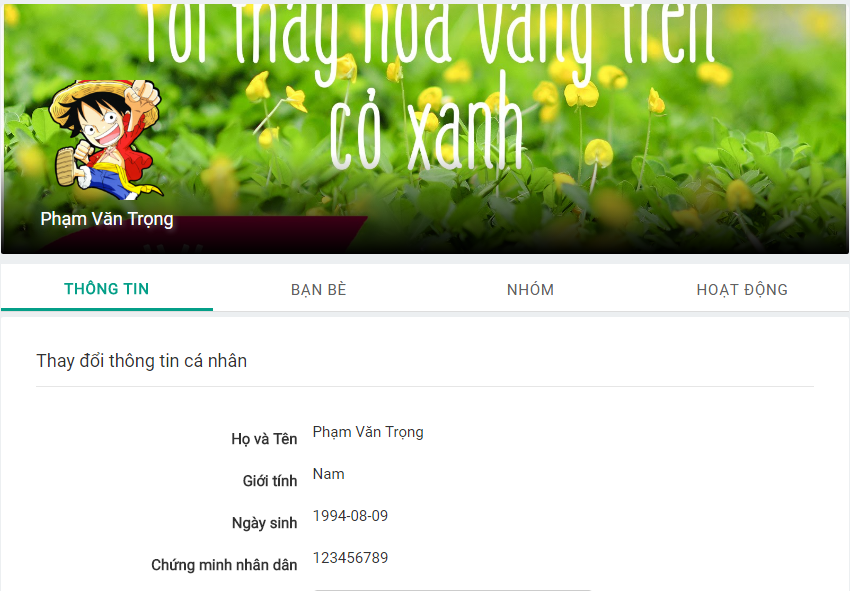 Tôi thấy hoa vàng trên
cỏ xanh
Phạm Văn Trọng
THÔNG TIN
BẠN BÈ
NHÓM
HOẠT ĐỘNG
Thay đổi thông tin cá nhân
Họ và Tên
Phạm Văn Trọng
Giới tính
Nam
Ngày sinh
1994-08-09
Chứng minh nhân dân
123456789